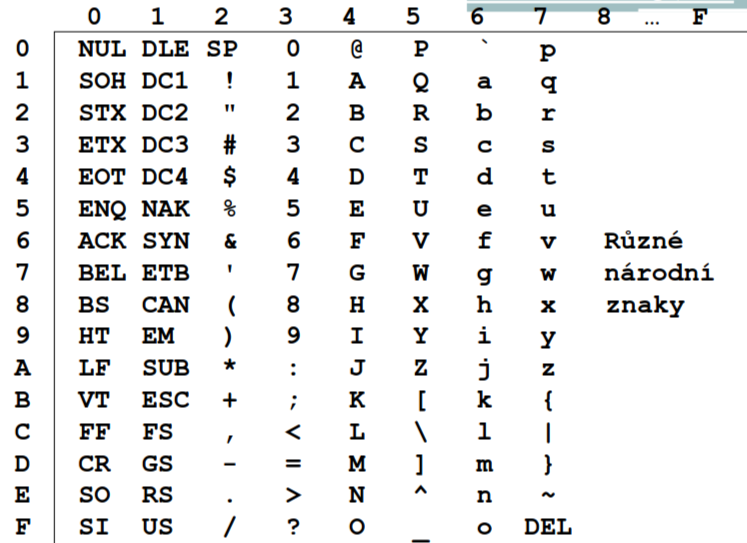 0 1 2 3 4 5 6 7 8 … F
0 NUL DLE SP 0 @ P ` p
1 SOH DC1 ! 1 A Q a q
2 STX DC2 " 2 B R b r
3 ETX DC3 # 3 C S c s
4 EOT DC4 $ 4 D T d t
5 ENQ NAK % 5 E U e u
6 ACK SYN & 6 F V f v Různé
7 BEL ETB ' 7 G W g w národní
8 BS CAN ( 8 H X h x znaky
9 HT EM ) 9 I Y i y
A LF SUB * : J Z j z
B VT ESC + ; K [ k {
C FF FS , < L \ l |
D CR GS - = M ] m }
E SO RS . > N ^ n ~
F SI US / ? O _ o DEL